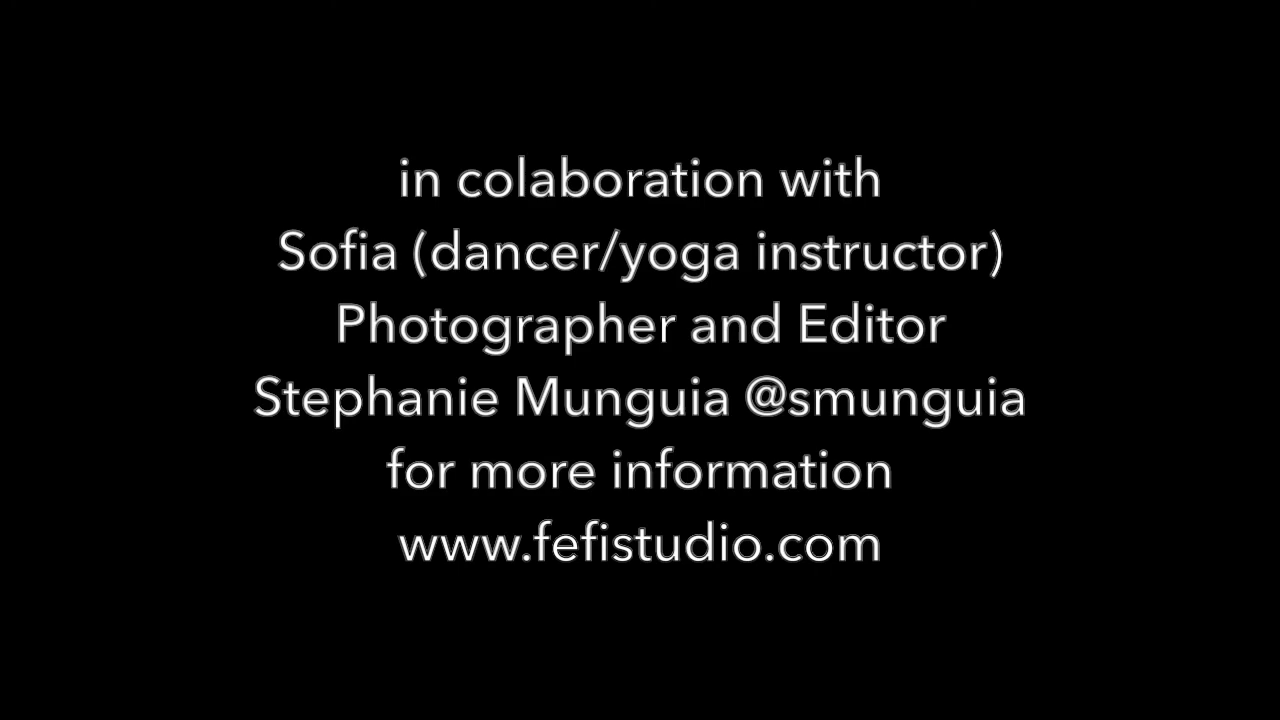 in colaboration with
Sofia (dancer/yoga instructor)
Photographer and Editor
Stephanie Munguia @smunguia
for more information
www.fefistudio.com